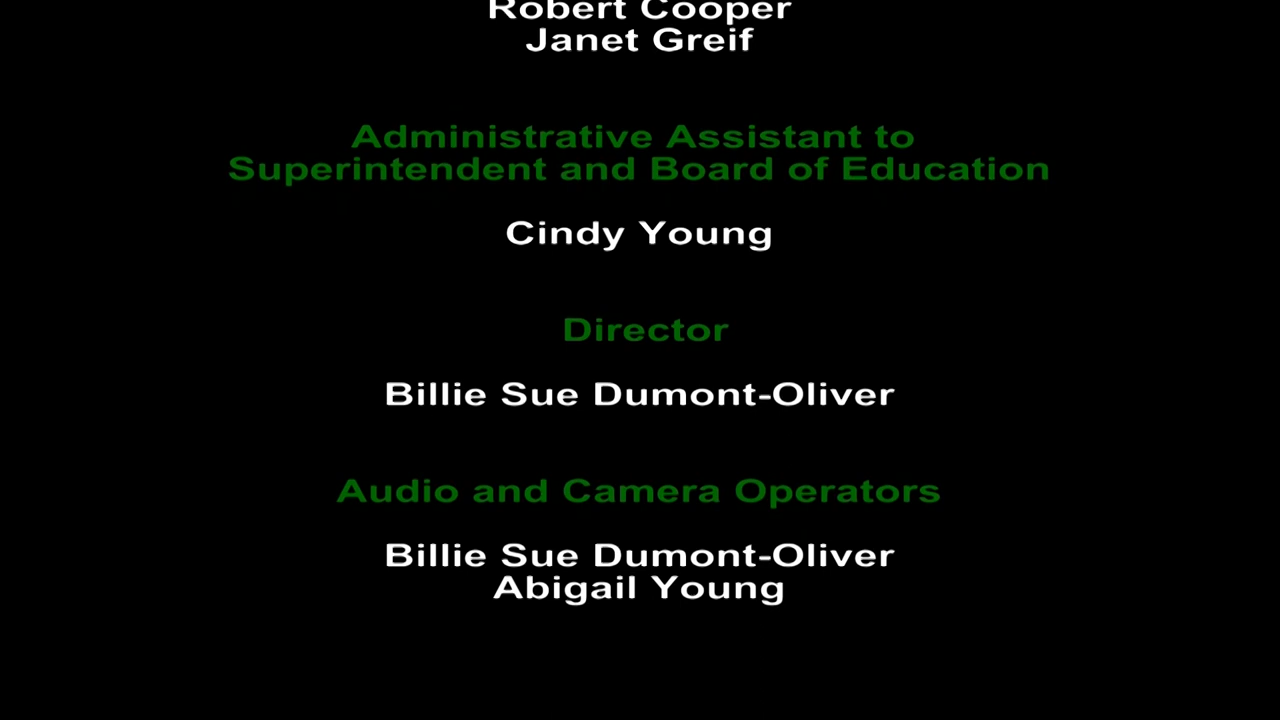 Robert Cooper
Janet Greif
Administrative Assistant to
Superintendent and Board of Education
Cindy Young
Director
Billie Sue Dumont-Oliver
Audio and Camera Operators
Billie Sue Dumont-Oliver
Abigail Young